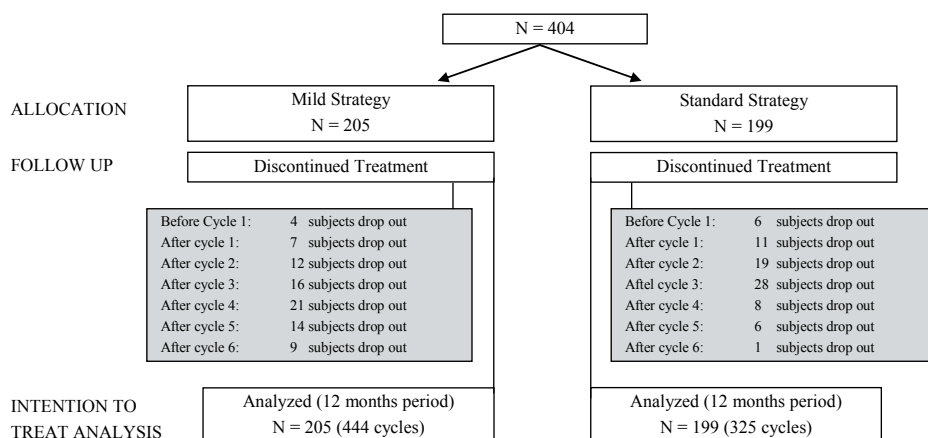 N = 404
ALLOCATION
Mild Strategy
N = 205
Standard Strategy
N = 199
FOLLOW UP
Discontinued Treatment
Discontinued Treatment
Before Cycle 1: 4 subjects drop out
After cycle 1: 7 subjects drop out
After cycle 2: 12 subjects drop out
After cycle 3: 16 subjects drop out
After cycle 4: 21 subjects drop out
After cycle 5: 14 subjects drop out
After cycle 6: 9 subjects drop out
Before Cycle 1: 6 subjects drop out
After cycle 1: 11 subjects drop out
After cycle 2: 19 subjects drop out
Afel cycle 3: 28 subjects drop out
After cycle 4: 8 subjects drop out
After cycle 5: 6 subjects drop out
After cycle 6: 1 subjects drop out
INTENTION TO
TREAT ANALYSIS
Analyzed (12 months period)
N = 205 (444 cycles)
Analyzed (12 months period)
N = 199 (325 cycles)